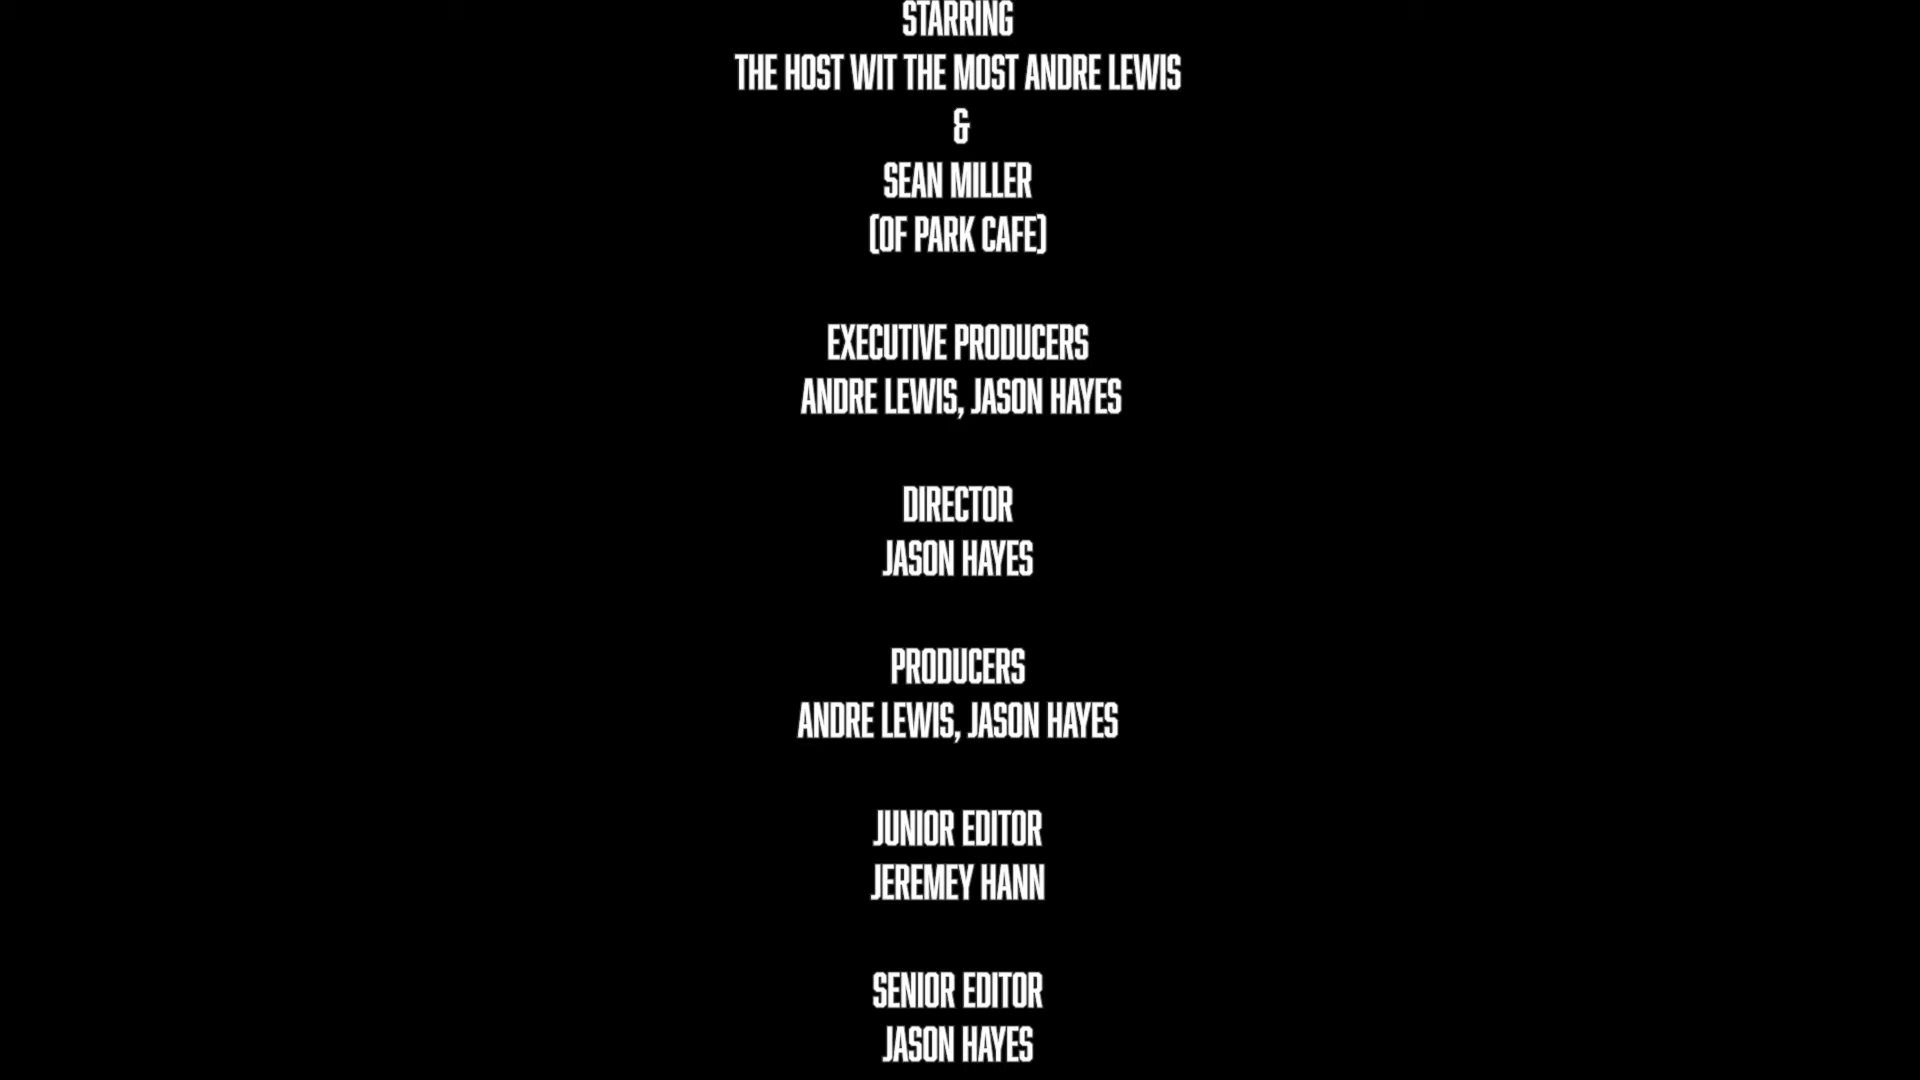 STARRING
THE HOST WIT THE MOST ANDRE LEWIS
&
SEAN MILLER
(OF PARK CAFE)
EXECUTIVE PRODUCERS
ANDRE LEWIS, JASON HAYES
DIRECTOR
JASON HAYES
PRODUCERS
ANDRE LEWIS, JASON HAYES
JUNIOR EDITOR
JEREMEY HANN
SENIOR EDITOR
JASON HAYES